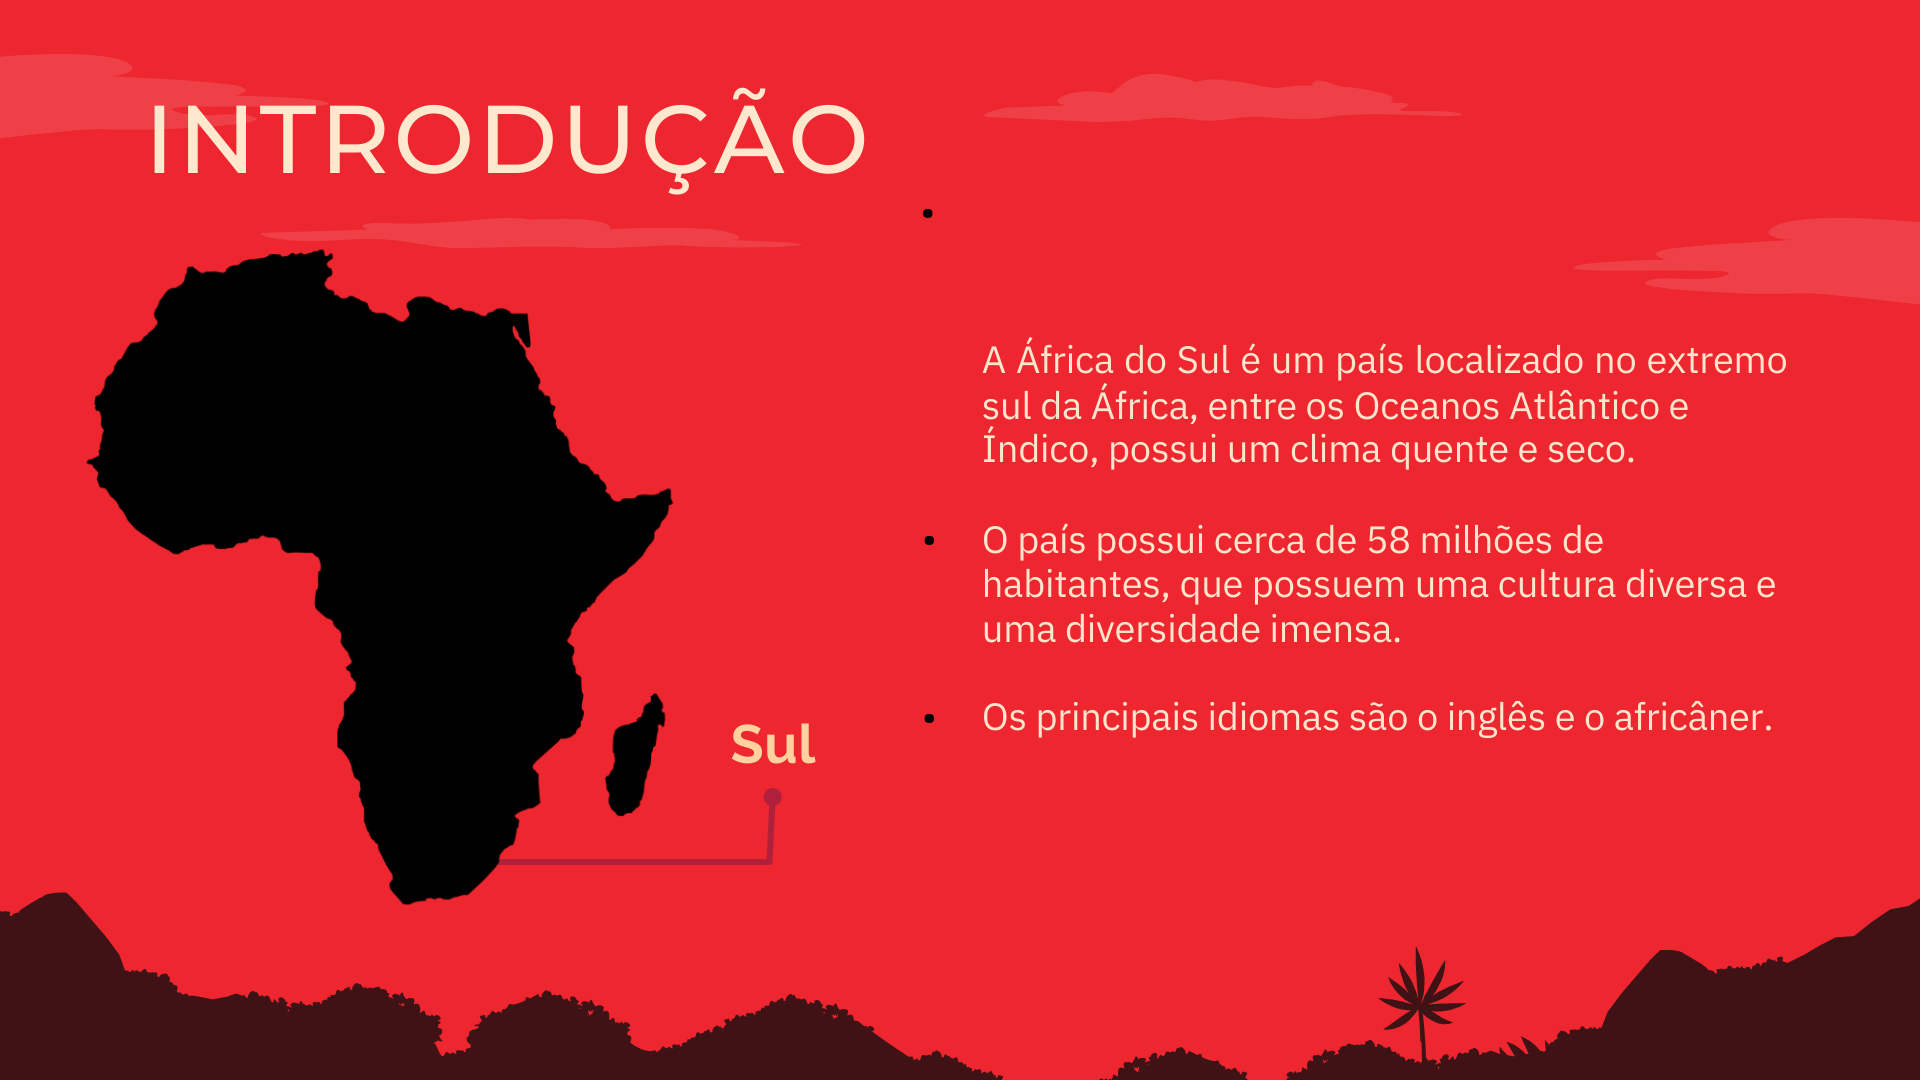 INTRODUÇÃO
•
A África do Sul é um país localizado no extremo
sul da África, entre os Oceanos Atlântico e
Índico, possui um clima quente e seco.
• O país possui cerca de 58 milhões de
habitantes, que possuem uma cultura diversa e
uma diversidade imensa.
• Os principais idiomas são o inglês e o africâner.
Sul